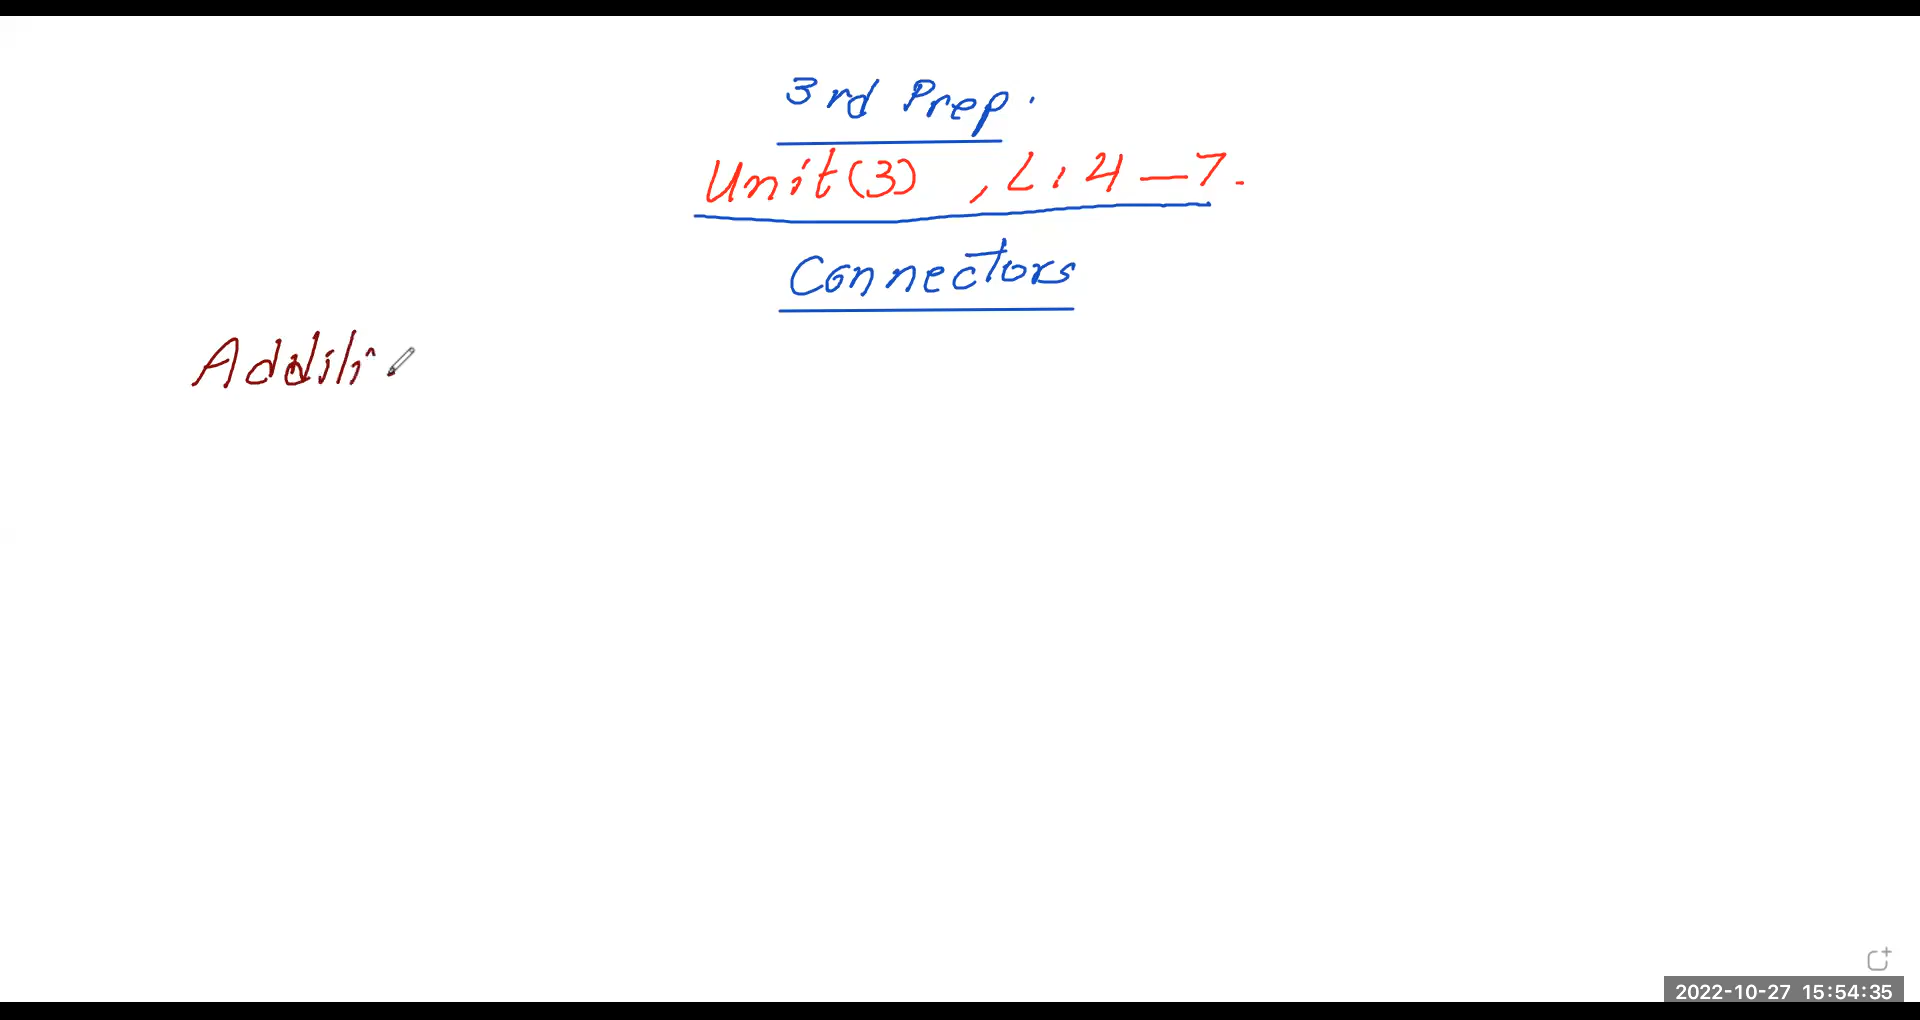 3rd Prep.
Unit(3) , L: 4 — 7.
Connectors
Additi
2022-10-27 15:54:35